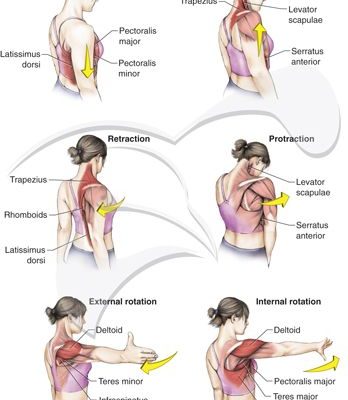 Trapezius
Levator
scapulae
Pectoralis
major
Latissimus
dorsi
Pectoralis
minor
Serratus
anterior
Retraction
Protraction
Trapezius
Levator
scapulae
Rhomboids
Serratus
anterior
Latissimus
dorsi
External rotation
Internal rotation
Deltoid
Deltoid
Teres minor
Pectoralis major
Infraspinatus
Teres major